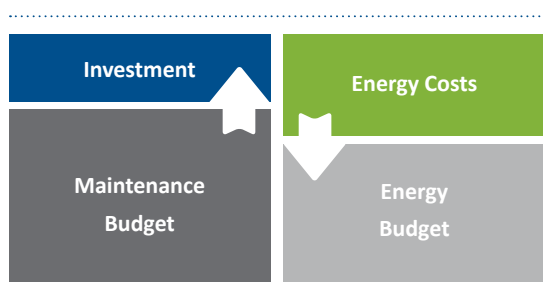 Investment
Maintenance
Budget
Energy Costs
Energy
Budget